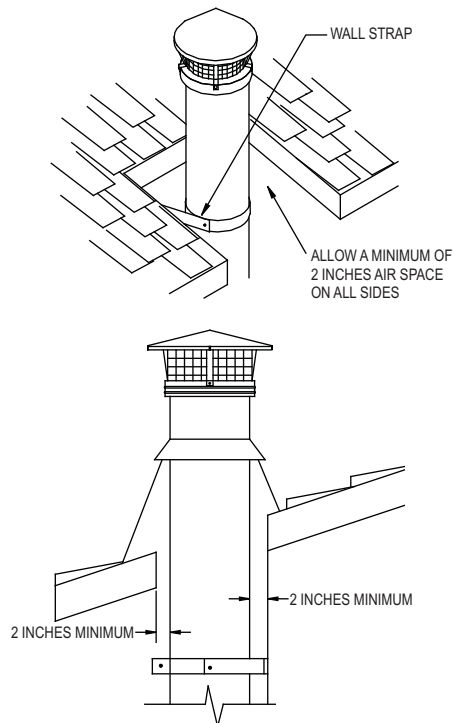 WALL STRAP
ALLOW A MINIMUM OF
2 INCHES AIR SPACE
ON ALL SIDES
2 INCHES MINIMUM
2 INCHES MINIMUM